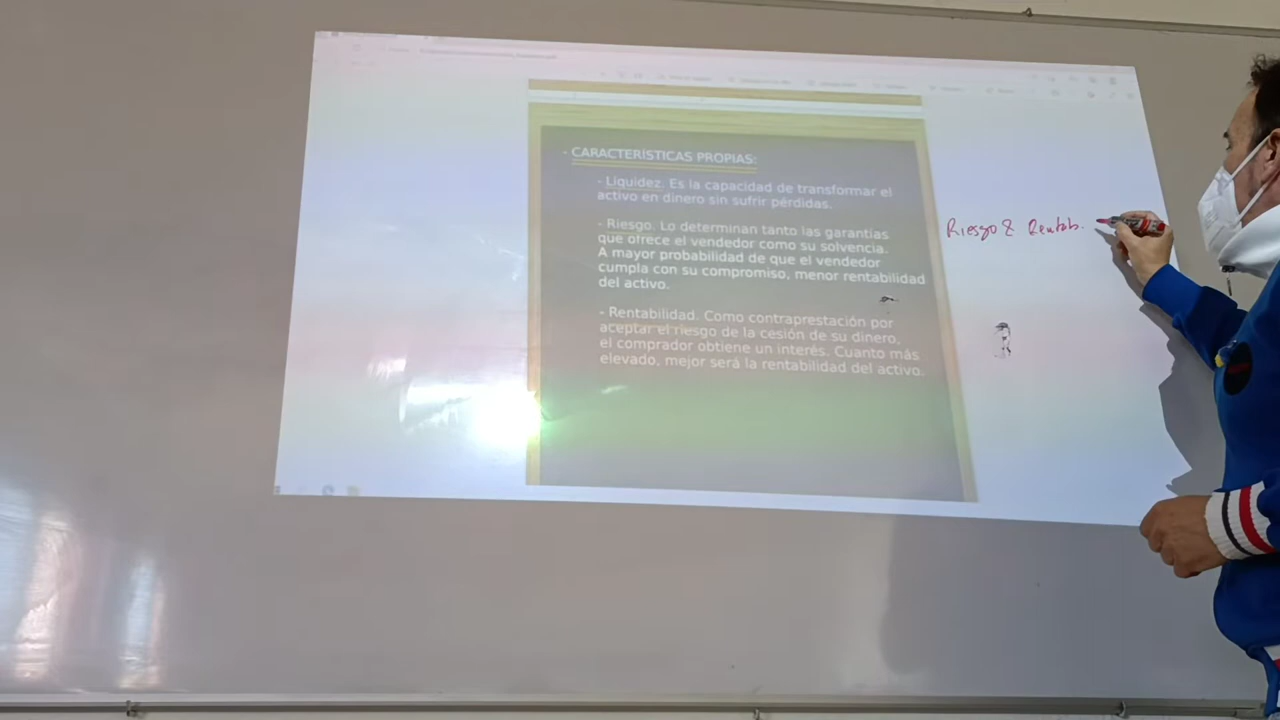 - CARACTERÍSTICAS PROPIAS:
- Liquidez. Es la capacidad de transformar el
activo en dinero sin sufrir pérdidas.
- Riesgo. Lo determinan tanto las garantías
que ofrece el vendedor como su solvencia.
A mayor probabilidad de que el vendedor
cumpla con su compromiso, menor rentabilidad
del activo.
- Rentabilidad. Como contraprestación por
aceptar el riesgo de la cesión de su dinero,
el comprador obtiene un interés. Cuanto más
elevado, mejor será la rentabilidad del activo.
Riesgo & Rentab.